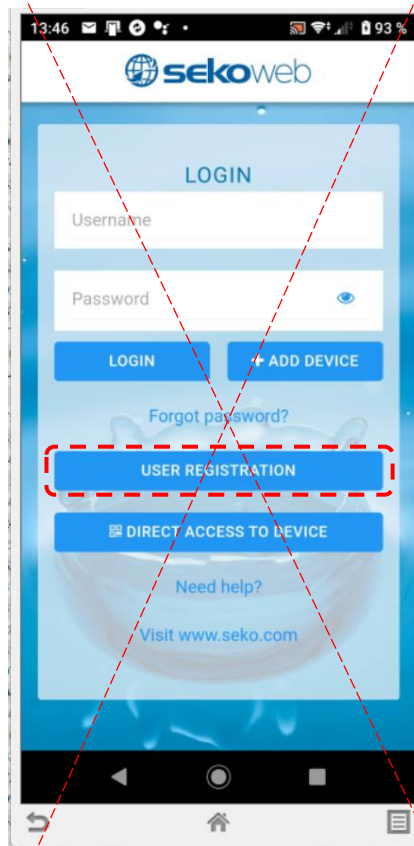 13:46 93 %
sekoweb
LOGIN
Username
Password
LOGIN + ADD DEVICE
Forgot password?
USER REGISTRATION
DIRECT ACCESS TO DEVICE
Need help?
Visit www.seko.com